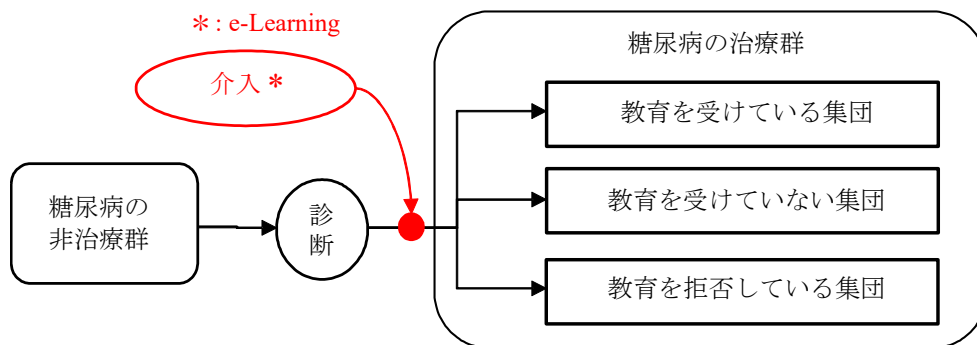 *: e-Learning
介入*
糖尿病の治療群
教育を受けている集団
糖尿病の
非治療群
診
断
教育を受けていない集団
教育を拒否している集団